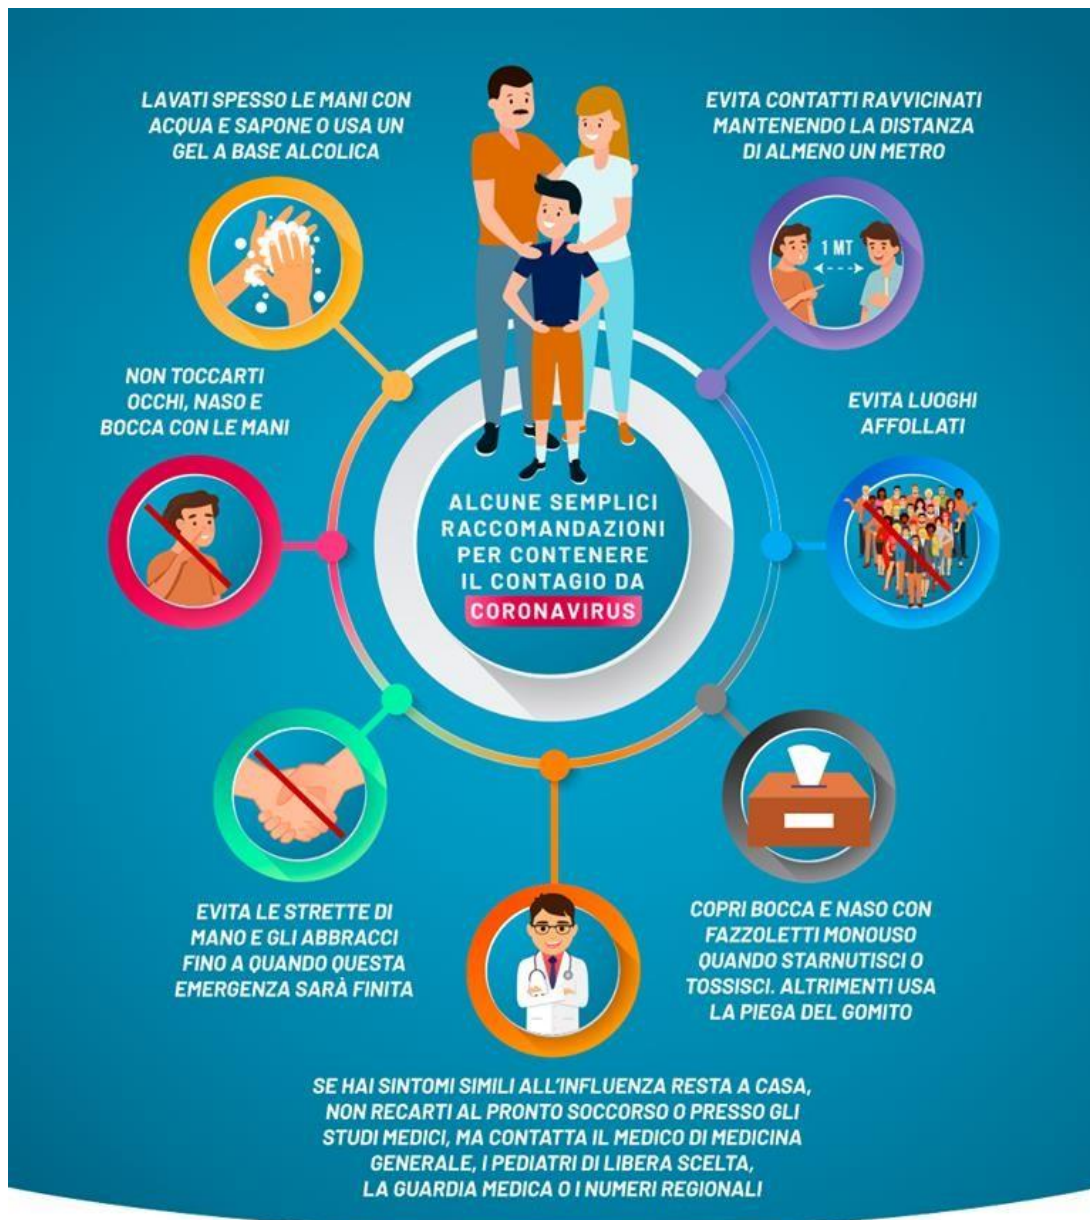 LAVATI SPESSO LE MANI CON
ACQUA E SAPONE O USA UN
GEL A BASE ALCOLICA
EVITA CONTATTI RAVVICINATI
MANTENENDO LA DISTANZA
DI ALMENO UN METRO
1 MT
NON TOCCARTI
OCCHI, NASO E
BOCCA CON LE MANI
EVITA LUOGHI
AFFOLLATI
ALCUNE SEMPLICI
RACCOMANDAZIONI
PER CONTENERE
IL CONTAGIO DA
CORONAVIRUS
EVITA LE STRETTE DI
MANO E GLI ABBRACCI
FINO A QUANDO QUESTA
EMERGENZA SARÀ FINITA
COPRI BOCCA E NASO CON
FAZZOLETTI MONOUSO
QUANDO STARNUTISCI O
TOSSISCI. ALTRIMENTI USA
LA PIEGA DEL GOMITO
SE HAI SINTOMI SIMILI ALL'INFLUENZA RESTA A CASA,
NON RECARTI AL PRONTO SOCCORSO O PRESSO GLI
STUDI MEDICI, MA CONTATTA IL MEDICO DI MEDICINA
GENERALE, I PEDIATRI DI LIBERA SCELTA,
LA GUARDIA MEDICA O I NUMERI REGIONALI